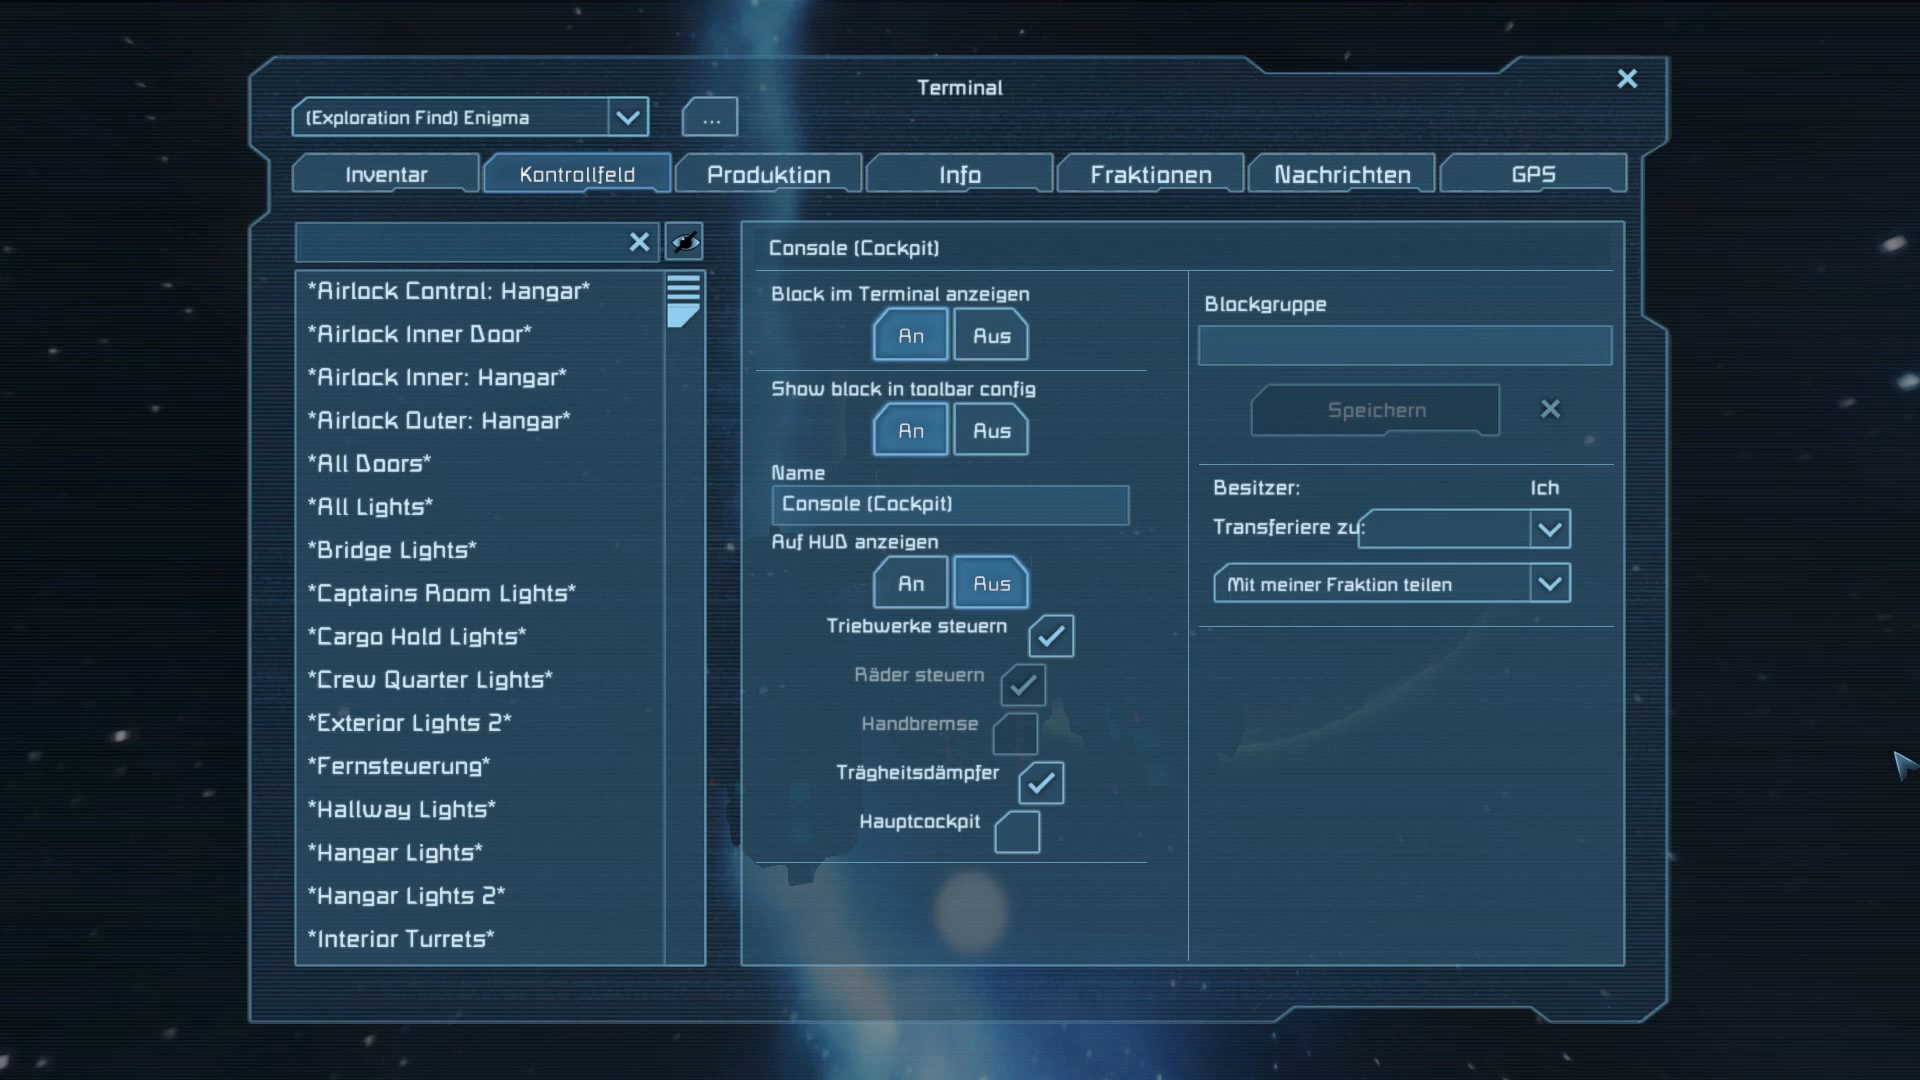 Terminal
(Exploration Find) Enigma
...
Inventar
Kontrollfeld
Produktion
Info
Fraktionen
Nachrichten
GPS
*Airlock Control: Hangar*
*Airlock Inner Door*
*Airlock Inner: Hangar*
*Airlock Outer: Hangar*
*All Doors*
*All Lights*
*Bridge Lights*
*Captains Room Lights*
*Cargo Hold Lights*
*Crew Quarter Lights*
*Exterior Lights 2*
*Fernsteuerung*
*Hallway Lights*
*Hangar Lights*
*Hangar Lights 2*
*Interior Turrets*
Console (Cockpit)
Block im Terminal anzeigen
An Aus
Show block in toolbar config
An Aus
Name
Console (Cockpit)
Auf HUD anzeigen
An Aus
Triebwerke steuern
Räder steuern
Handbremse
Trägheitsdämpfer
Hauptcockpit
Blockgruppe
Speichern
Besitzer: Ich
Transferiere zu:
Mit meiner Fraktion teilen